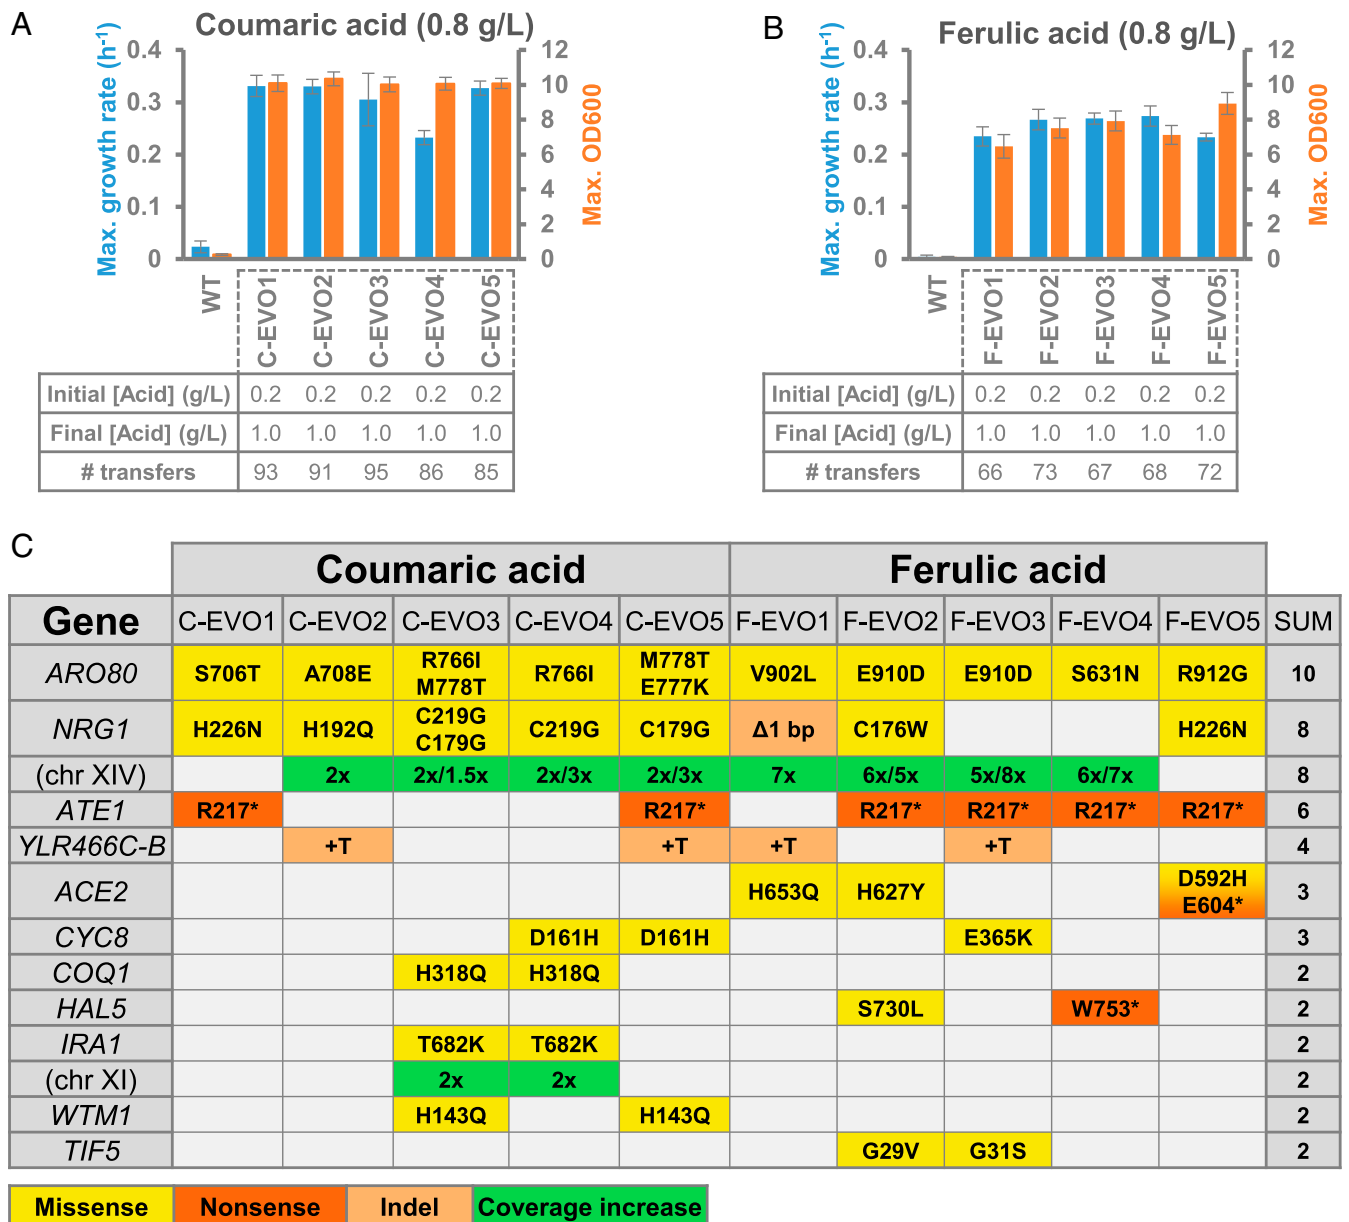 A
Coumaric acid (0.8 g/L)
Max. growth rate (h-1)
0.4
0.3
0.2
0.1
0
12
10
8
6
4
2
0
Max. OD600
WT
C-EVO1
C-EVO2
C-EVO3
C-EVO4
C-EVO5
Initial [Acid] (g/L) 0.2 0.2 0.2 0.2 0.2
Final [Acid] (g/L) 1.0 1.0 1.0 1.0 1.0
# transfers 93 91 95 86 85
B
Ferulic acid (0.8 g/L)
Max. growth rate (h-1)
0.4
0.3
0.2
0.1
0
12
10
8
6
4
2
0
Max. OD600
WT
F-EVO1
F-EVO2
F-EVO3
F-EVO4
F-EVO5
Initial [Acid] (g/L) 0.2 0.2 0.2 0.2 0.2
Final [Acid] (g/L) 1.0 1.0 1.0 1.0 1.0
# transfers 66 73 67 68 72
C
Coumaric acid Ferulic acid
Gene C-EVO1 C-EVO2 C-EVO3 C-EVO4 C-EVO5 F-EVO1 F-EVO2 F-EVO3 F-EVO4 F-EVO5 SUM
R766I M778T
ARO80 S706T A708E R766I V902L E910D E910D S631N R912G 10
M778T E777K
C219G
NRG1 H226N H192Q C219G C179G Δ1 bp C176W H226N 8
C179G
(chr XIV) 2x 2x/1.5x 2x/3x 2x/3x 7x 6x/5x 5x/8x 6x/7x 8
ATE1 R217* R217* R217* R217* R217* R217* 6
YLR466C-B +T +T +T +T 4
D592H
ACE2 H653Q H627Y 3
E604*
CYC8 D161H D161H E365K 3
COQ1 H318Q H318Q 2
HAL5 S730L W753* 2
IRA1 T682K T682K 2
(chr XI) 2x 2x 2
WTM1 H143Q H143Q 2
TIF5 G29V G31S 2
Missense Nonsense Indel Coverage increase